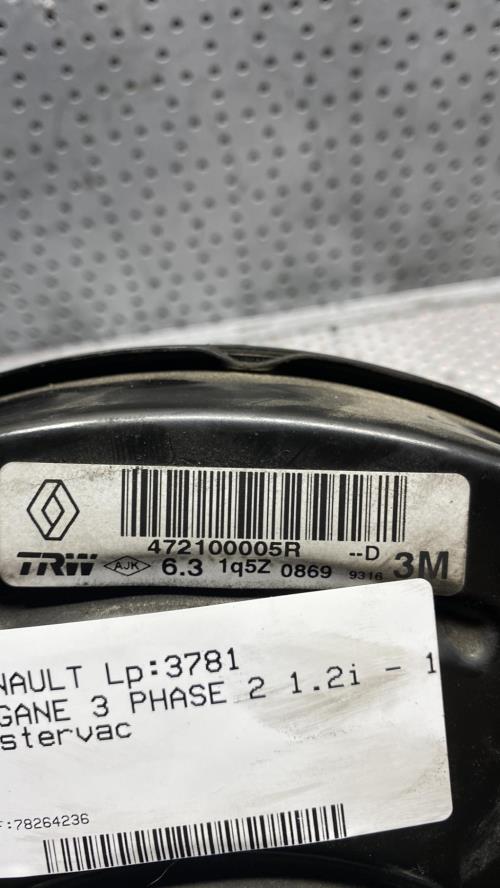 472100005R --D
TRW AJK 6.3 1q5Z 0869 9316 3M
NAULT Lp:3781
GANE 3 PHASE 2 1.2i - 1
stervac
F:78264236